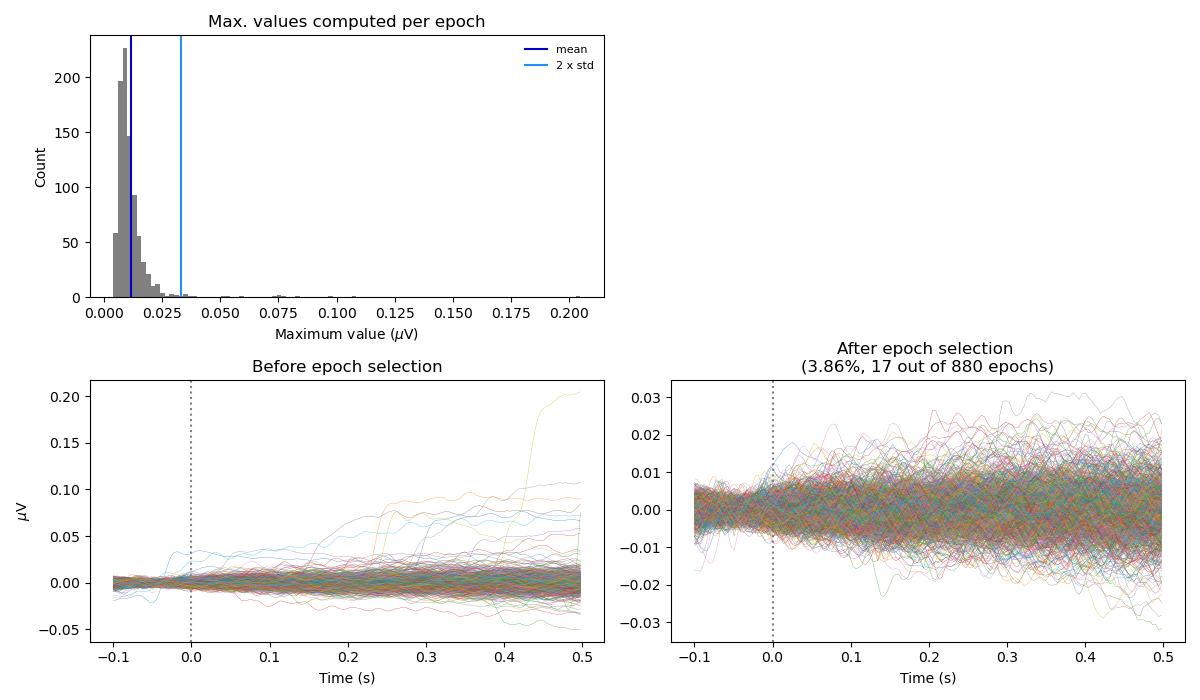 Max. values computed per epoch
mean
2 x std
Count
200
150
100
50
0
0.000 0.025 0.050 0.075 0.100 0.125 0.150 0.175 0.200
Maximum value (μV)
Before epoch selection
μV
0.20
0.15
0.10
0.05
0.00
−0.05
−0.1 0.0 0.1 0.2 0.3 0.4 0.5
Time (s)
After epoch selection
(3.86%, 17 out of 880 epochs)
0.03
0.02
0.01
0.00
−0.01
−0.02
−0.03
−0.1 0.0 0.1 0.2 0.3 0.4 0.5
Time (s)